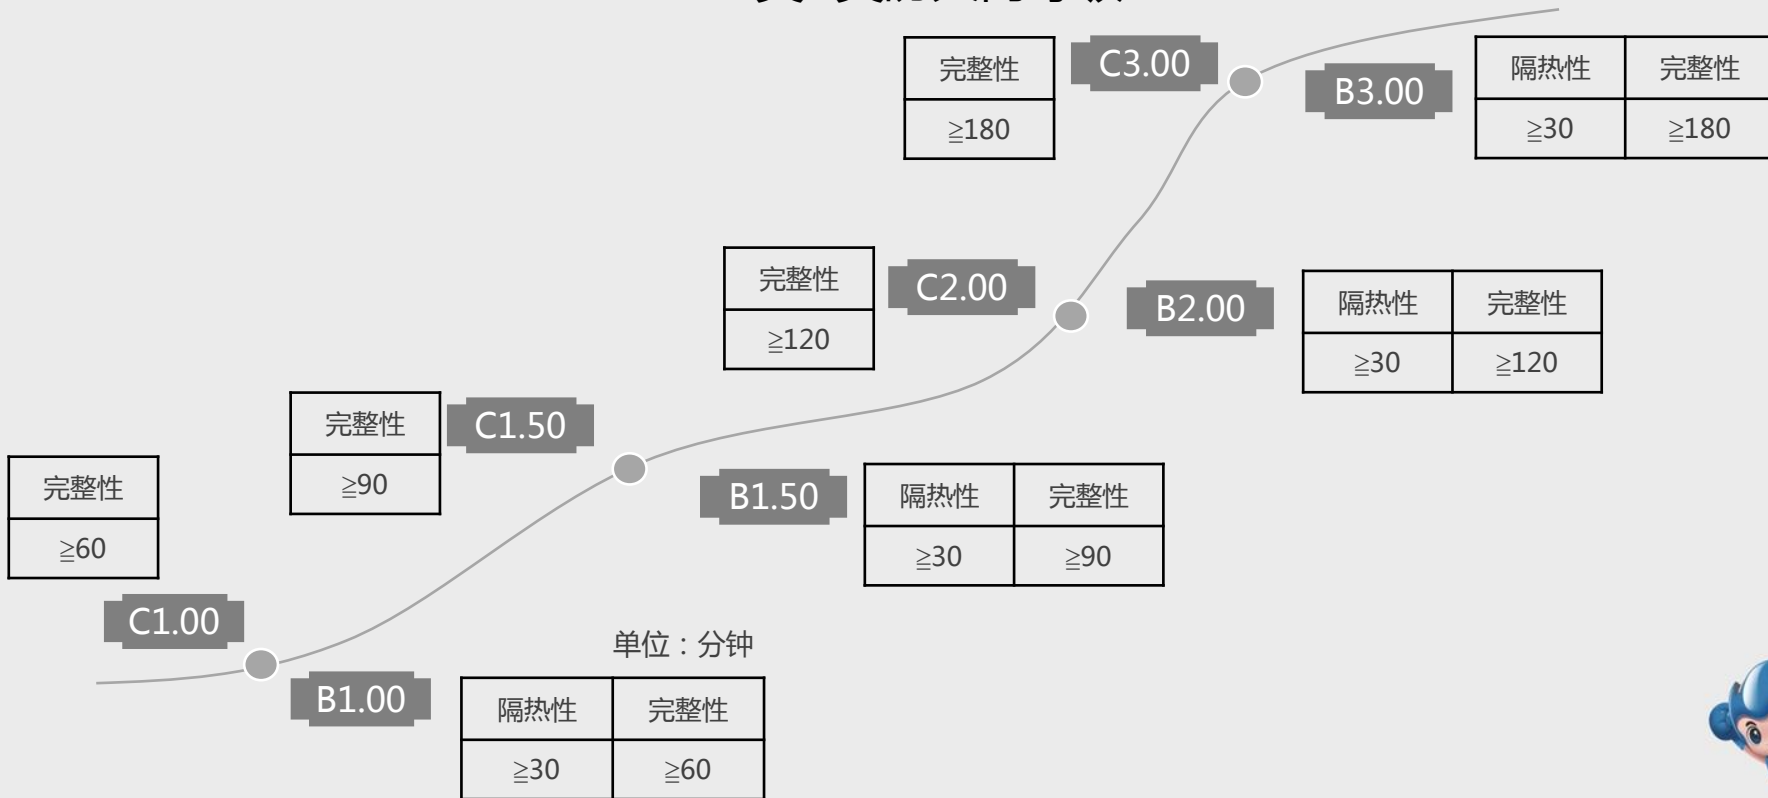 完整性
≧180
C3.00
B3.00
隔热性 完整性
≧30 ≧180
完整性
≧120
C2.00
B2.00
隔热性 完整性
≧30 ≧120
完整性
≧90
C1.50
B1.50
隔热性 完整性
≧30 ≧90
完整性
≧60
C1.00
单位：分钟
B1.00
隔热性 完整性
≧30 ≧60